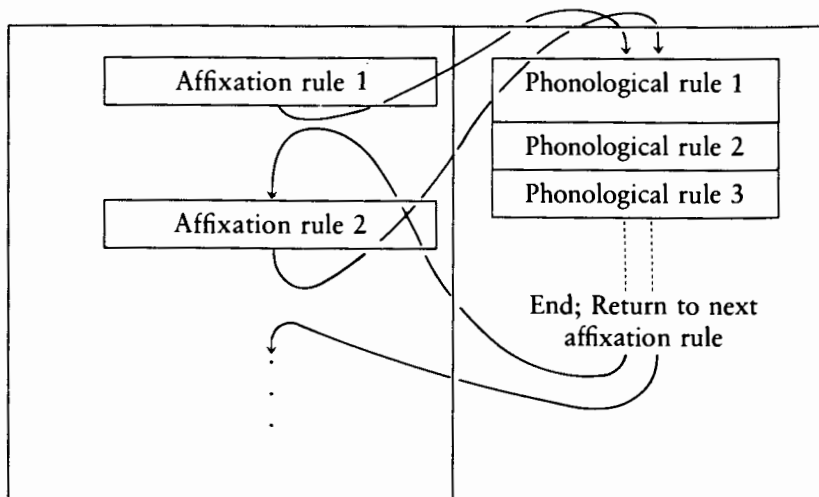 Affixation rule 1
Affixation rule 2
Phonological rule 1
Phonological rule 2
Phonological rule 3
End; Return to next
affixation rule